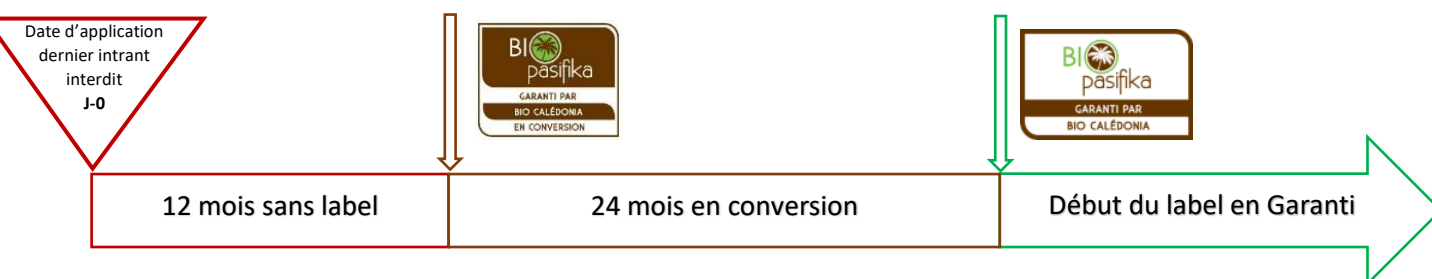 Date d’application
dernier intrant
interdit
J-0
BIO
pasifika
GARANTI PAR
BIO CALÉDONIA
EN CONVERSION
BIO
pasifika
GARANTI PAR
BIO CALÉDONIA
12 mois sans label
24 mois en conversion
Début du label en Garanti